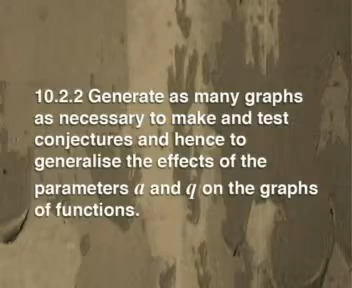 10.2.2 Generate as many graphs
as necessary to make and test
conjectures and hence to
generalise the effects of the
parameters a and q on the graphs
of functions.